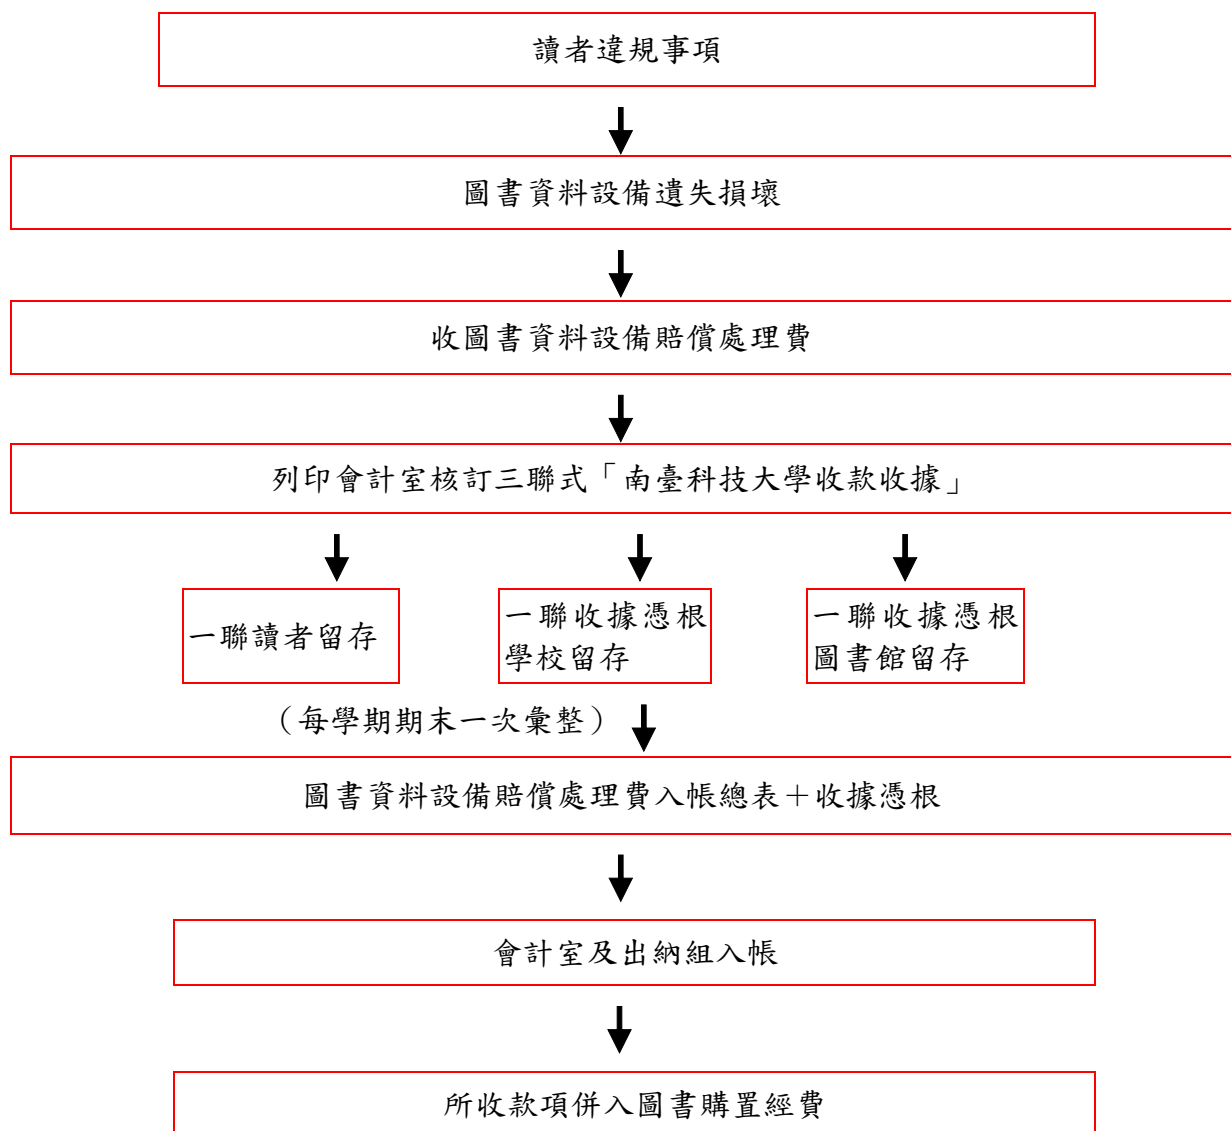 讀者違規事項
圖書資料設備遺失損壞
收圖書資料設備賠償處理費
列印會計室核訂三聯式「南臺科技大學收款收據」
一聯讀者留存
一聯收據憑根
學校留存
一聯收據憑根
圖書館留存
（每學期期末一次彙整）
圖書資料設備賠償處理費入帳總表＋收據憑根
會計室及出納組入帳
所收款項併入圖書購置經費